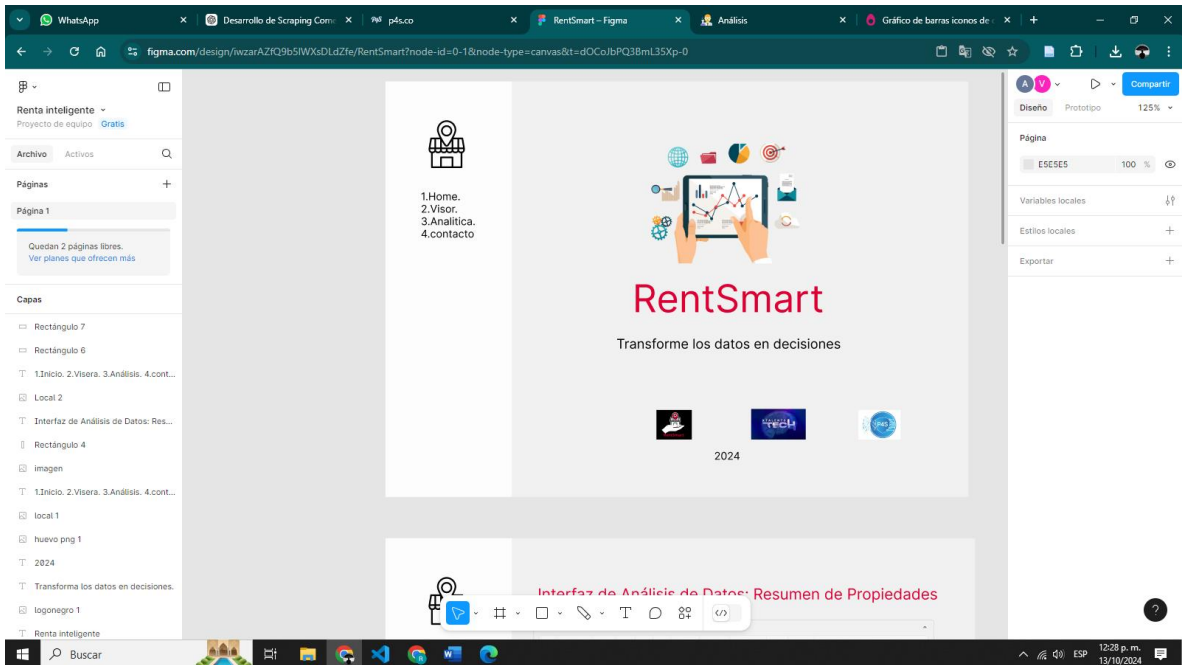 WhatsApp
Desarrollo de Scraping Come
p4s.co
RentSmart – Figma
Análisis
Gráfico de barras iconos de
figma.com/design/iwzarAZfQ9b5IWXsDLdZfe/RentSmart?node-id=0-1&node-type=canvas&t=dOCoJbPQ3BmL35Xp-0
Renta inteligente
Proyecto de equipo Gratis
Archivo Activos
Páginas
Página 1
Quedan 2 páginas libres.
Ver planes que ofrecen más
Capas
Rectángulo 7
Rectángulo 6
1.Inicio. 2.Visera. 3.Análisis. 4.cont...
Local 2
Interfaz de Análisis de Datos: Res...
Rectángulo 4
imagen
1.Inicio. 2.Visera. 3.Análisis. 4.cont...
local 1
huevo png 1
2024
Transforma los datos en decisiones.
logonegro 1
Renta inteligente
1.Home.
2.Visor.
3.Analitica.
4.contacto
RentSmart
Transforme los datos en decisiones
TECH
P4S
2024
Interfaz de Análisis de Datos: Resumen de Propiedades
A V
Compartir
Diseño Prototipo 125%
Página
E5E5E5 100 %
Variables locales
Estilos locales
Exportar
?
Buscar
ESP
12:28 p. m.
13/10/2024